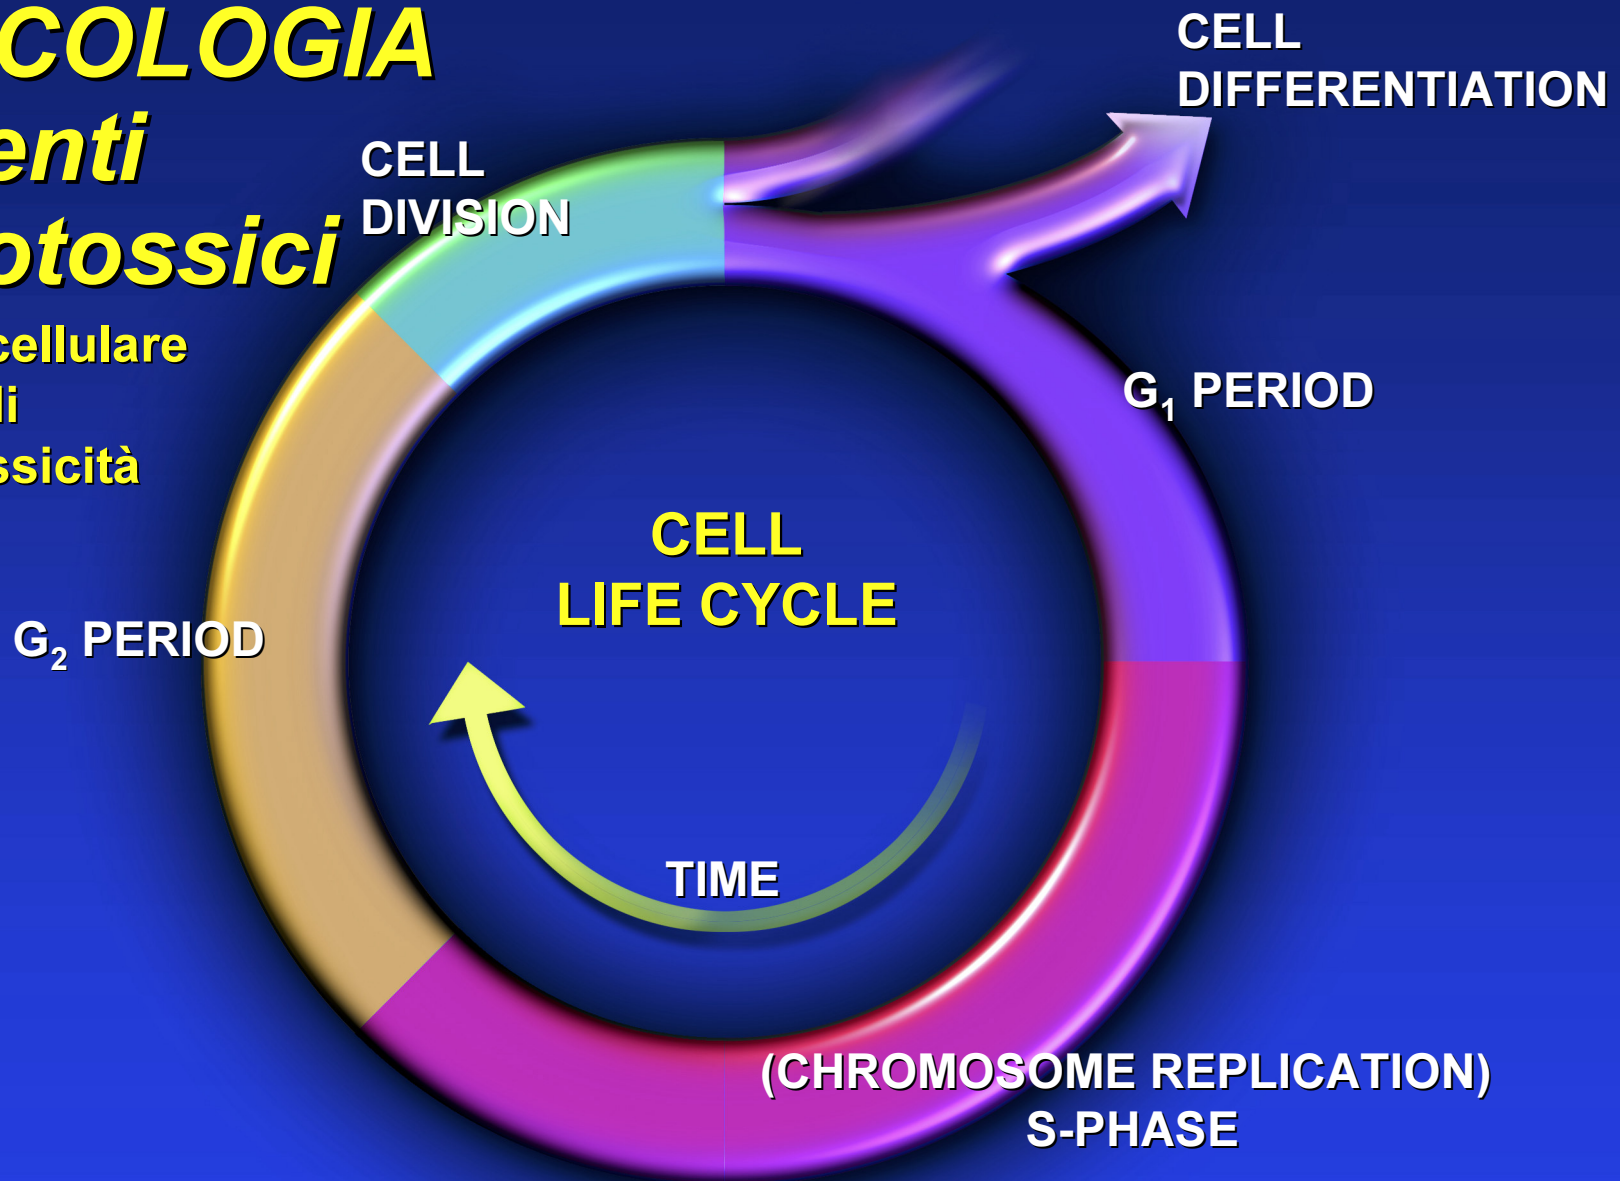 COLOGIA
enti
otossici
cellulare
li
ssicità
CELL
DIVISION
CELL
DIFFERENTIATION
G₁ PERIOD
CELL
LIFE CYCLE
G₂ PERIOD
TIME
(CHROMOSOME REPLICATION)
S-PHASE